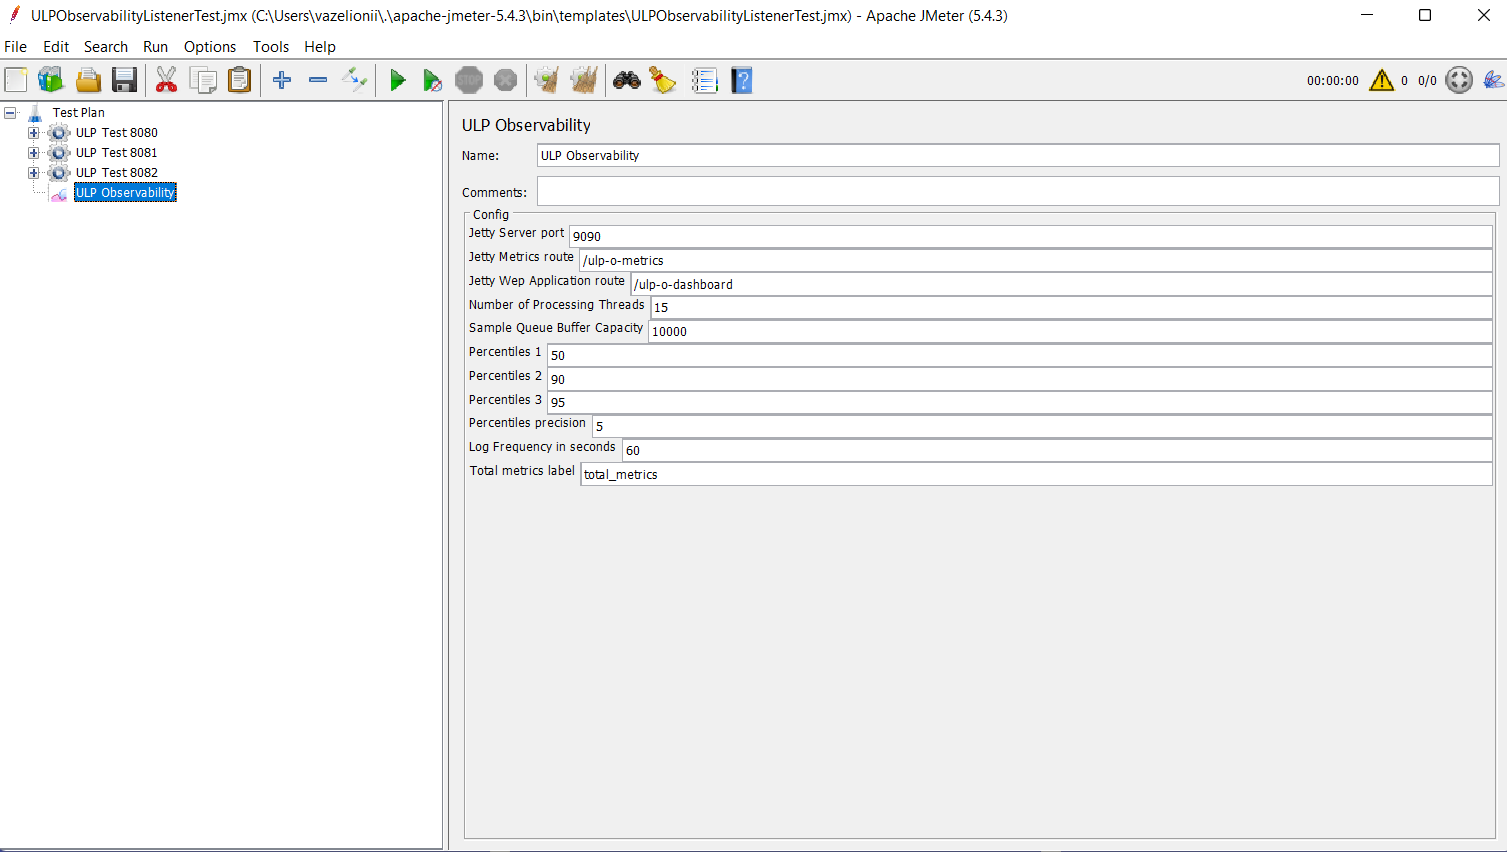 ULPObservabilityListenerTest.jmx (C:\Users\vazelionii\.\apache-jmeter-5.4.3\bin\templates\ULPObservabilityListenerTest.jmx) - Apache JMeter (5.4.3)
File Edit Search Run Options Tools Help
STOP 00:00:00 0 0/0
Test Plan
ULP Test 8080
ULP Test 8081
ULP Test 8082
ULP Observability
ULP Observability
Name: ULP Observability
Comments:
Config
Jetty Server port 9090
Jetty Metrics route /ulp-o-metrics
Jetty Wep Application route /ulp-o-dashboard
Number of Processing Threads 15
Sample Queue Buffer Capacity 10000
Percentiles 1 50
Percentiles 2 90
Percentiles 3 95
Percentiles precision 5
Log Frequency in seconds 60
Total metrics label total_metrics